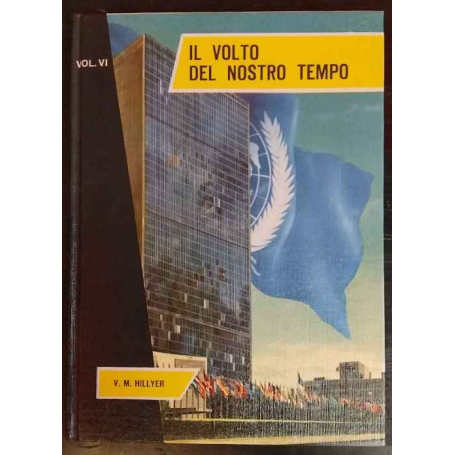 VOL. VI
IL VOLTO
DEL NOSTRO TEMPO
V. M. HILLYER